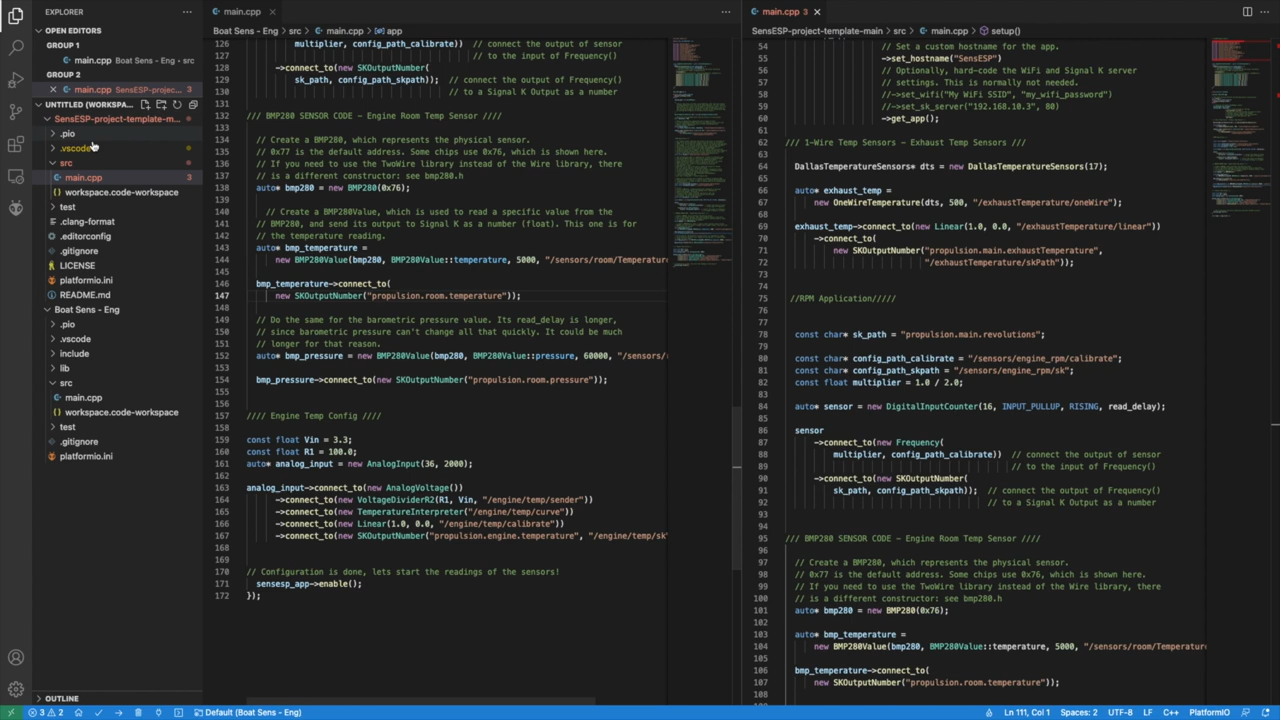 EXPLORER
OPEN EDITORS
GROUP 1
main.cpp Boat Sens - Eng • src
GROUP 2
main.cpp SensESP-projec... 3
UNTITLED (WORKSPA...
SensESP-project-template-m...
.pio
.vscode
src
main.cpp 3
{} workspace.code-workspace
test
.clang-format
.editorconfig
.gitignore
LICENSE
platformio.ini
README.md
Boat Sens - Eng
.pio
.vscode
include
lib
src
main.cpp
{} workspace.code-workspace
test
.gitignore
platformio.ini
OUTLINE
main.cpp
Boat Sens - Eng > src > main.cpp > app
126 multiplier, config_path_calibrate)) // connect the output of sensor
127 // to the input of Frequency()
128 ->connect_to(new SKOutputNumber(
129 sk_path, config_path_skpath)); // connect the output of Frequency()
130 // to a Signal K Output as a number
131
132 /// BMP280 SENSOR CODE - Engine Room Temp Sensor ////
133
134 // Create a BMP280, which represents the physical sensor.
135 // 0x77 is the default address. Some chips use 0x76, which is shown here.
136 // If you need to use the TwoWire library instead of the Wire library, there
137 // is a different constructor: see bmp280.h
138 auto* bmp280 = new BMP280(0x76);
139
140 // Create a BMP280Value, which is used to read a specific value from the
141 // BMP280, and send its output to Signal K as a number (float). This one is for
142 // the temperature reading.
143 auto* bmp_temperature =
144 new BMP280Value(bmp280, BMP280Value::temperature, 5000, "/sensors/room/Temperature
145
146 bmp_temperature->connect_to(
147 new SKOutputNumber("propulsion.room.temperature"));
148
149 // Do the same for the barometric pressure value. Its read_delay is longer,
150 // since barometric pressure can't change all that quickly. It could be much
151 // longer for that reason.
152 auto* bmp_pressure = new BMP280Value(bmp280, BMP280Value::pressure, 60000, "/sensors/
153
154 bmp_pressure->connect_to(new SKOutputNumber("propulsion.room.pressure"));
155
156
157 //// Engine Temp Config ////
158
159 const float Vin = 3.3;
160 const float R1 = 100.0;
161 auto* analog_input = new AnalogInput(36, 2000);
162
163 analog_input->connect_to(new AnalogVoltage())
164 ->connect_to(new VoltageDividerR2(R1, Vin, "/engine/temp/sender"))
165 ->connect_to(new TemperatureInterpreter("/engine/temp/curve"))
166 ->connect_to(new Linear(1.0, 0.0, "/engine/temp/calibrate"))
167 ->connect_to(new SKOutputNumber("propulsion.engine.temperature", "/engine/temp/sk"
168
169
170 // Configuration is done, lets start the readings of the sensors!
171 sensesp_app->enable();
172 });
main.cpp 3
SensESP-project-template-main > src > main.cpp > setup()
54 // Set a custom hostname for the app.
55 ->set_hostname("SensESP")
56 // Optionally, hard-code the WiFi and Signal K server
57 // settings. This is normally not needed.
58 //->set_wifi("My WiFi SSID", "my_wifi_password")
59 //->set_sk_server("192.168.10.3", 80)
60 ->get_app();
61
62 /// 1-Wire Temp Sensors - Exhaust Temp Sensors ///
63
64 DallasTemperatureSensors* dts = new DallasTemperatureSensors(17);
65
66 auto* exhaust_temp =
67 new OneWireTemperature(dts, 500, "/exhaustTemperature/oneWire");
68
69 exhaust_temp->connect_to(new Linear(1.0, 0.0, "/exhaustTemperature/linear"))
70 ->connect_to(
71 new SKOutputNumber("propulsion.main.exhaustTemperature",
72 "/exhaustTemperature/skPath"));
73
74
75 //RPM Application/////
76
77
78 const char* sk_path = "propulsion.main.revolutions";
79
80 const char* config_path_calibrate = "/sensors/engine_rpm/calibrate";
81 const char* config_path_skpath = "/sensors/engine_rpm/sk";
82 const float multiplier = 1.0 / 2.0;
83
84 auto* sensor = new DigitalInputCounter(16, INPUT_PULLUP, RISING, read_delay);
85
86 sensor
87 ->connect_to(new Frequency(
88 multiplier, config_path_calibrate)) // connect the output of sensor
89 // to the input of Frequency()
90 ->connect_to(new SKOutputNumber(
91 sk_path, config_path_skpath)); // connect the output of Frequency()
92 // to a Signal K Output as a number
93
94
95 /// BMP280 SENSOR CODE - Engine Room Temp Sensor ////
96
97 // Create a BMP280, which represents the physical sensor.
98 // 0x77 is the default address. Some chips use 0x76, which is shown here.
99 // If you need to use the TwoWire library instead of the Wire library, there
100 // is a different constructor: see bmp280.h
101 auto* bmp280 = new BMP280(0x76);
102
103 auto* bmp_temperature =
104 new BMP280Value(bmp280, BMP280Value::temperature, 5000, "/sensors/room/Temperature
105
106 bmp_temperature->connect_to(
107 new SKOutputNumber("propulsion.room.temperature"));
108
3 2 Default (Boat Sens - Eng) Ln 111, Col 1 Spaces: 2 UTF-8 LF C++ PlatformIO